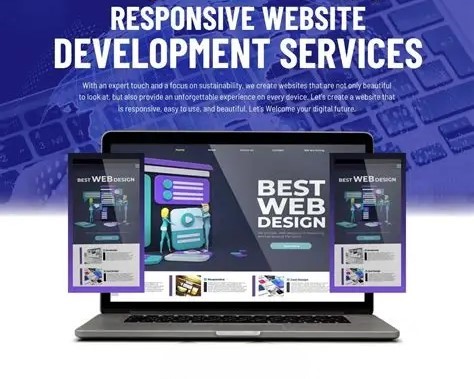 RESPONSIVE WEBSITE
DEVELOPMENT SERVICES
With an expert touch and a focus on sustainability, we create websites that are not only beautiful
to look at, but also provide an unforgettable experience on every device. Let's create a website that
is responsive, easy to use, and beautiful. Let's Welcome your digital future.
BEST WEB DESIGN
BEST
WEB
DESIGN
BEST WEB DESIGN